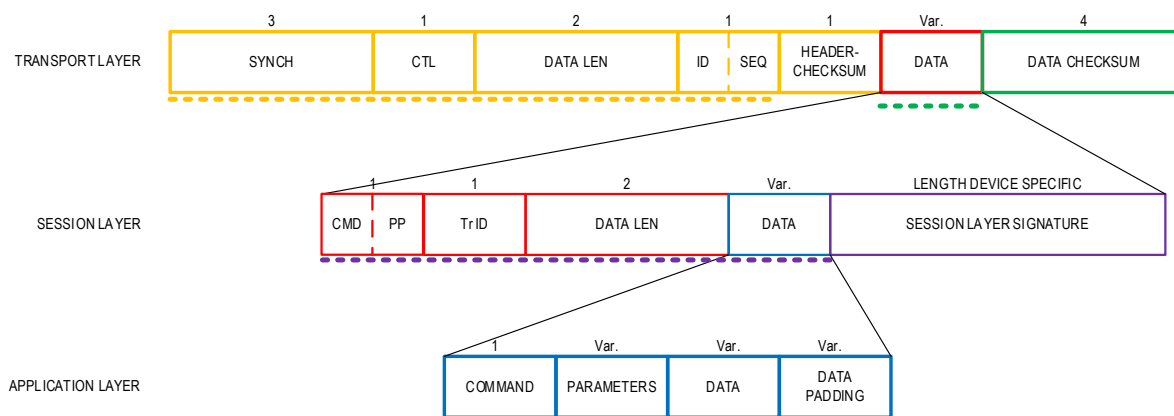 3 1 2 1 1 Var. 4
TRANSPORT LAYER SYNCH CTL DATA LEN ID SEQ HEADER-
CHECKSUM DATA DATA CHECKSUM
1 1 2 Var. LENGTH DEVICE SPECIFIC
SESSION LAYER CMD PP TrID DATA LEN DATA SESSION LAYER SIGNATURE
1 Var. Var. Var.
APPLICATION LAYER COMMAND PARAMETERS DATA DATA
PADDING